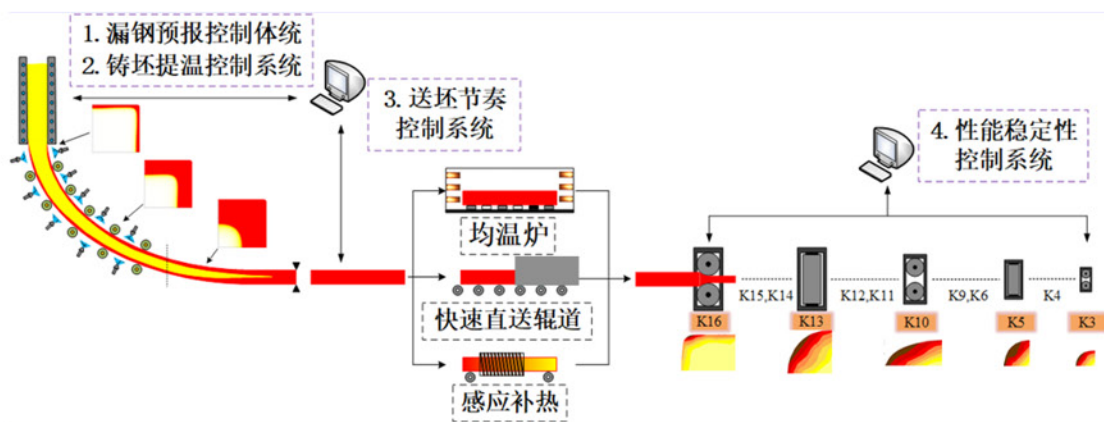 1. 漏钢预报控制体统
2. 铸坯提温控制系统
3. 送坯节奏
控制系统
4. 性能稳定性
控制系统
均温炉
快速直送辊道
感应补热
K15,K14
K12,K11
K9,K6
K4
K16
K13
K10
K5
K3